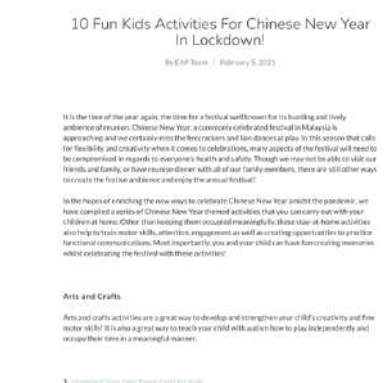 10 Fun Kids Activities For Chinese New Year
In Lockdown!
By EAP Team | February 5, 2021
It is the time of the year again, the time for a festival well known for its bustling and lively
ambience of reunion. Chinese New Year, a commonly celebrated festival in Malaysia is
approaching and we certainly miss the firecrackers and lion dances at play. In this season that calls
for flexibility and creativity when it comes to celebrations, many aspects of the festival will need to
be compromised in regards to everyone's health and safety. Though we may not be able to visit our
friends and family, or have reunion dinner with all of our family members, there are still other ways
to create the festive ambience and enjoy the annual festival!
In the hopes of enriching the new ways to celebrate Chinese New Year amidst the pandemic, we
have compiled a series of Chinese New Year themed activities that you can carry out with your
children at home. Other than keeping them occupied meaningfully, these stay-at-home activities
also help to train motor skills, attention, engagement as well as creating opportunities to practice
functional communications. Most importantly, you and your child can have fun creating memories
whilst celebrating the festival with these activities!
Arts and Crafts
Arts and crafts activities are a great way to develop and strengthen your child's creativity and fine
motor skills! It is also a great way to teach your child with autism how to play independently and
occupy their time in a meaningful manner.
1.